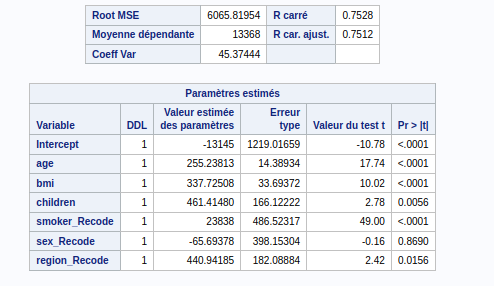 Root MSE 6065.81954 R carré 0.7528
Moyenne dépendante 13368 R car. ajust. 0.7512
Coeff Var 45.37444
Paramètres estimés
Variable DDL Valeur estimée des paramètres Erreur type Valeur du test t Pr > |t|
Intercept 1 -13145 1219.01659 -10.78 <.0001
age 1 255.23813 14.38934 17.74 <.0001
bmi 1 337.72508 33.69372 10.02 <.0001
children 1 461.41480 166.12222 2.78 0.0056
smoker_Recode 1 23838 486.52317 49.00 <.0001
sex_Recode 1 -65.69378 398.15304 -0.16 0.8690
region_Recode 1 440.94185 182.08884 2.42 0.0156